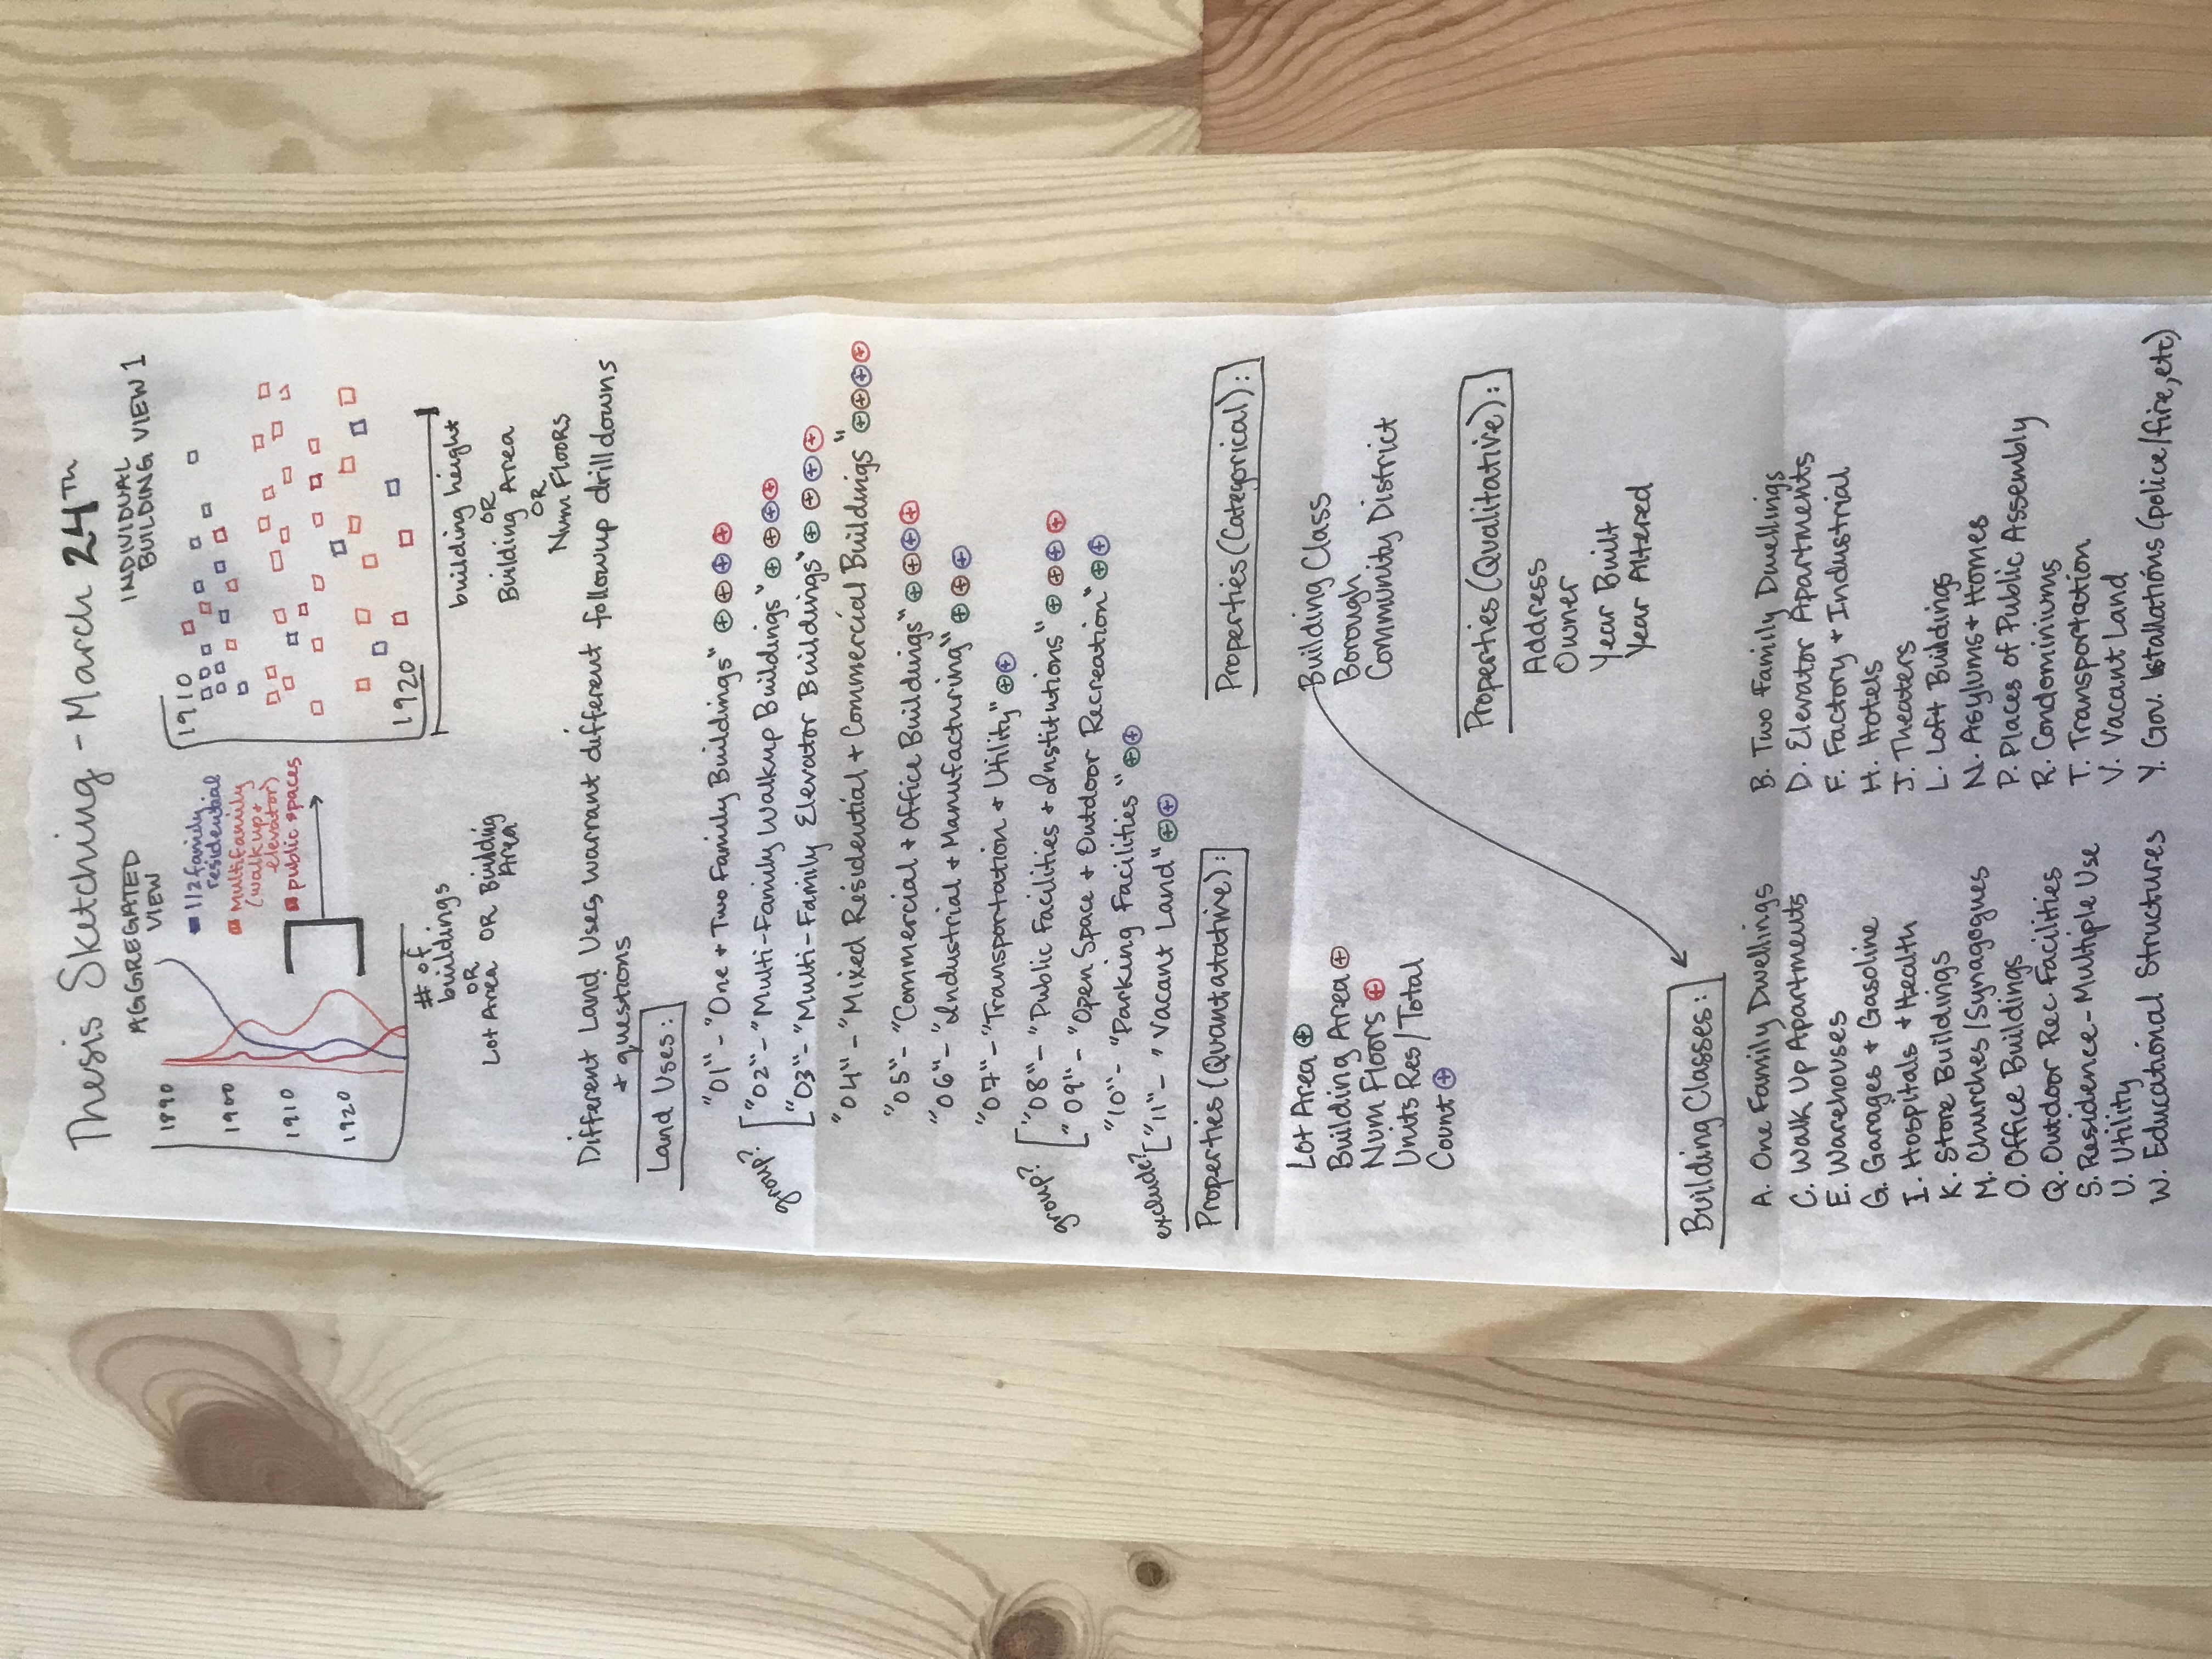 Thesis Sketching - March 24TH
AGGREGATED
VIEW
1890
1900
1910
1920
1/2 family
residential
Multifamily
(walkup +
elevator)
public spaces
# of
buildings
OR
Lot Area OR Building
Area
INDIVIDUAL
BUILDING VIEW 1
1910
1920
building height
OR
Building Area
OR
Num FLOORS
Different Land Uses warrant different followup drilldowns
+ questions
Land Uses:
"01" - "One + Two Family Buildings"
group?
"02" - "Multi-Family Walkup Buildings"
"03" - "Multi-Family Elevator Buildings"
"04" - "Mixed Residential + Commercial Buildings"
"05" - "Commercial + Office Buildings"
"06" - "Industrial + Manufacturing"
"07" - "Transportation + Utility"
group?
"08" - "Public Facilities + Institutions"
"09" - "Open Space + Outdoor Recreation"
"10" - "Parking Facilities"
exclude? ["11" - "Vacant Land"
Properties (Quantatative):
Lot Area
Building Area
Num Floors
Units Res/Total
Count
Properties (Categorical):
Building Class
Borough
Community District
Properties (Qualitative):
Address
Owner
Year Built
Year Altered
Building Classes:
A. One Family Dwellings
B. Two Family Dwellings
C. Walk Up Apartments
D. Elevator Apartments
E. Warehouses
F. Factory + Industrial
G. Garages + Gasoline
H. Hotels
I. Hospitals + Health
J. Theaters
K. Store Buildings
L. Loft Buildings
M. Churches/Synagogues
N. Asylums + Homes
O. Office Buildings
P. Places of Public Assembly
Q. Outdoor Rec. Facilities
R. Condominiums
S. Residence - Multiple Use
T. Transportation
U. Utility
V. Vacant Land
W. Educational Structures
Y. Gov. Istallations (police/fire, etc)